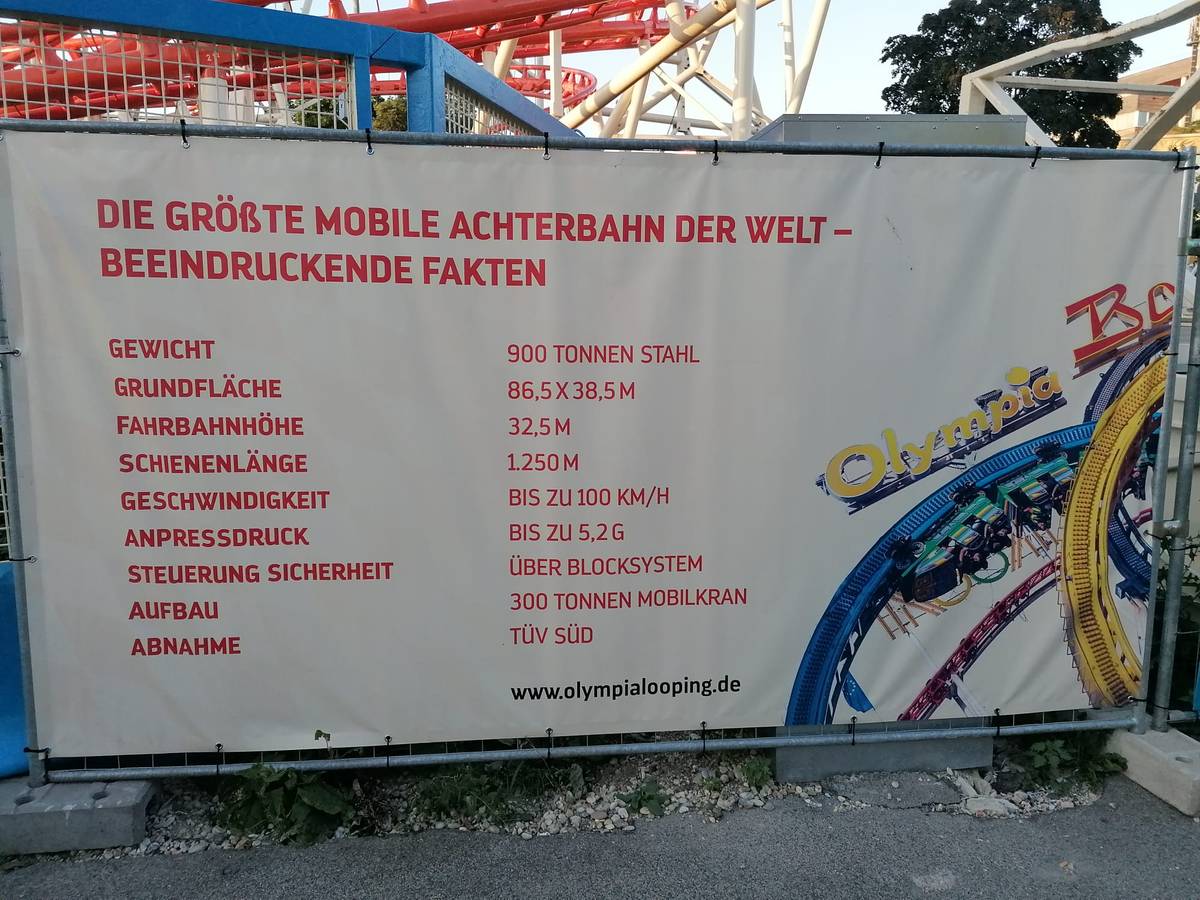 DIE GRÖßTE MOBILE ACHTERBAHN DER WELT –
BEEINDRUCKENDE FAKTEN
GEWICHT 900 TONNEN STAHL
GRUNDFLÄCHE 86,5 X 38,5 M
FAHRBAHNHÖHE 32,5 M
SCHIENENLÄNGE 1.250 M
GESCHWINDIGKEIT BIS ZU 100 KM/H
ANPRESSDRUCK BIS ZU 5,2 G
STEUERUNG SICHERHEIT ÜBER BLOCKSYSTEM
AUFBAU 300 TONNEN MOBILKRAN
ABNAHME TÜV SÜD
www.olympialooping.de
Olympia